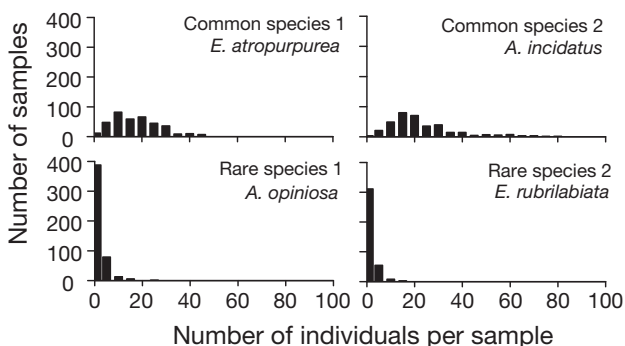 Common species 1
E. atropurpurea
Common species 2
A. incidatus
400
300
200
100
0
Rare species 1
A. opiniosa
Rare species 2
E. rubrilabiata
400
300
200
100
0
0 20 40 60 80 100
0 20 40 60 80 100
Number of samples
Number of individuals per sample